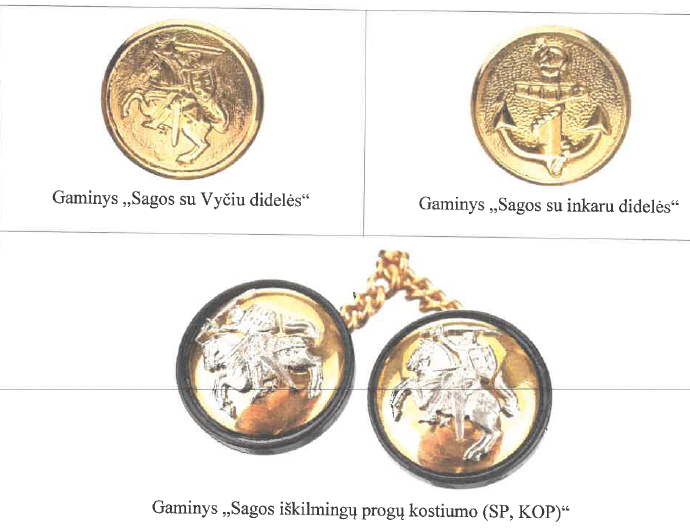 Gaminys „Sagos su Vyčiu didelės“
Gaminys „Sagos su inkaru didelės“
Gaminys „Sagos iškilmingų progų kostiumo (SP, KOP)“